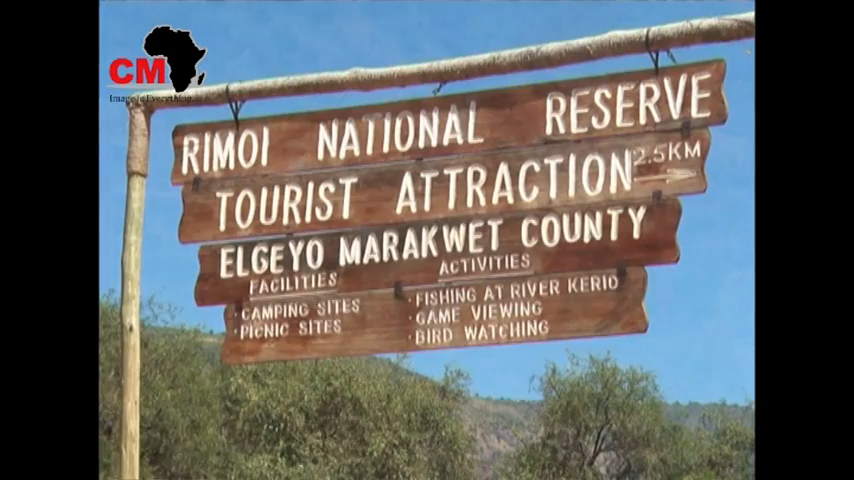 CM
RIMOI NATIONAL RESERVE
TOURIST ATTRACTION 2.5KM
ELGEYO MARAKWET COUNTY
FACILITIES
· CAMPING SITES
· PICNIC SITES
ACTIVITIES
· FISHING AT RIVER KERIO
· GAME VIEWING
· BIRD WATCHING